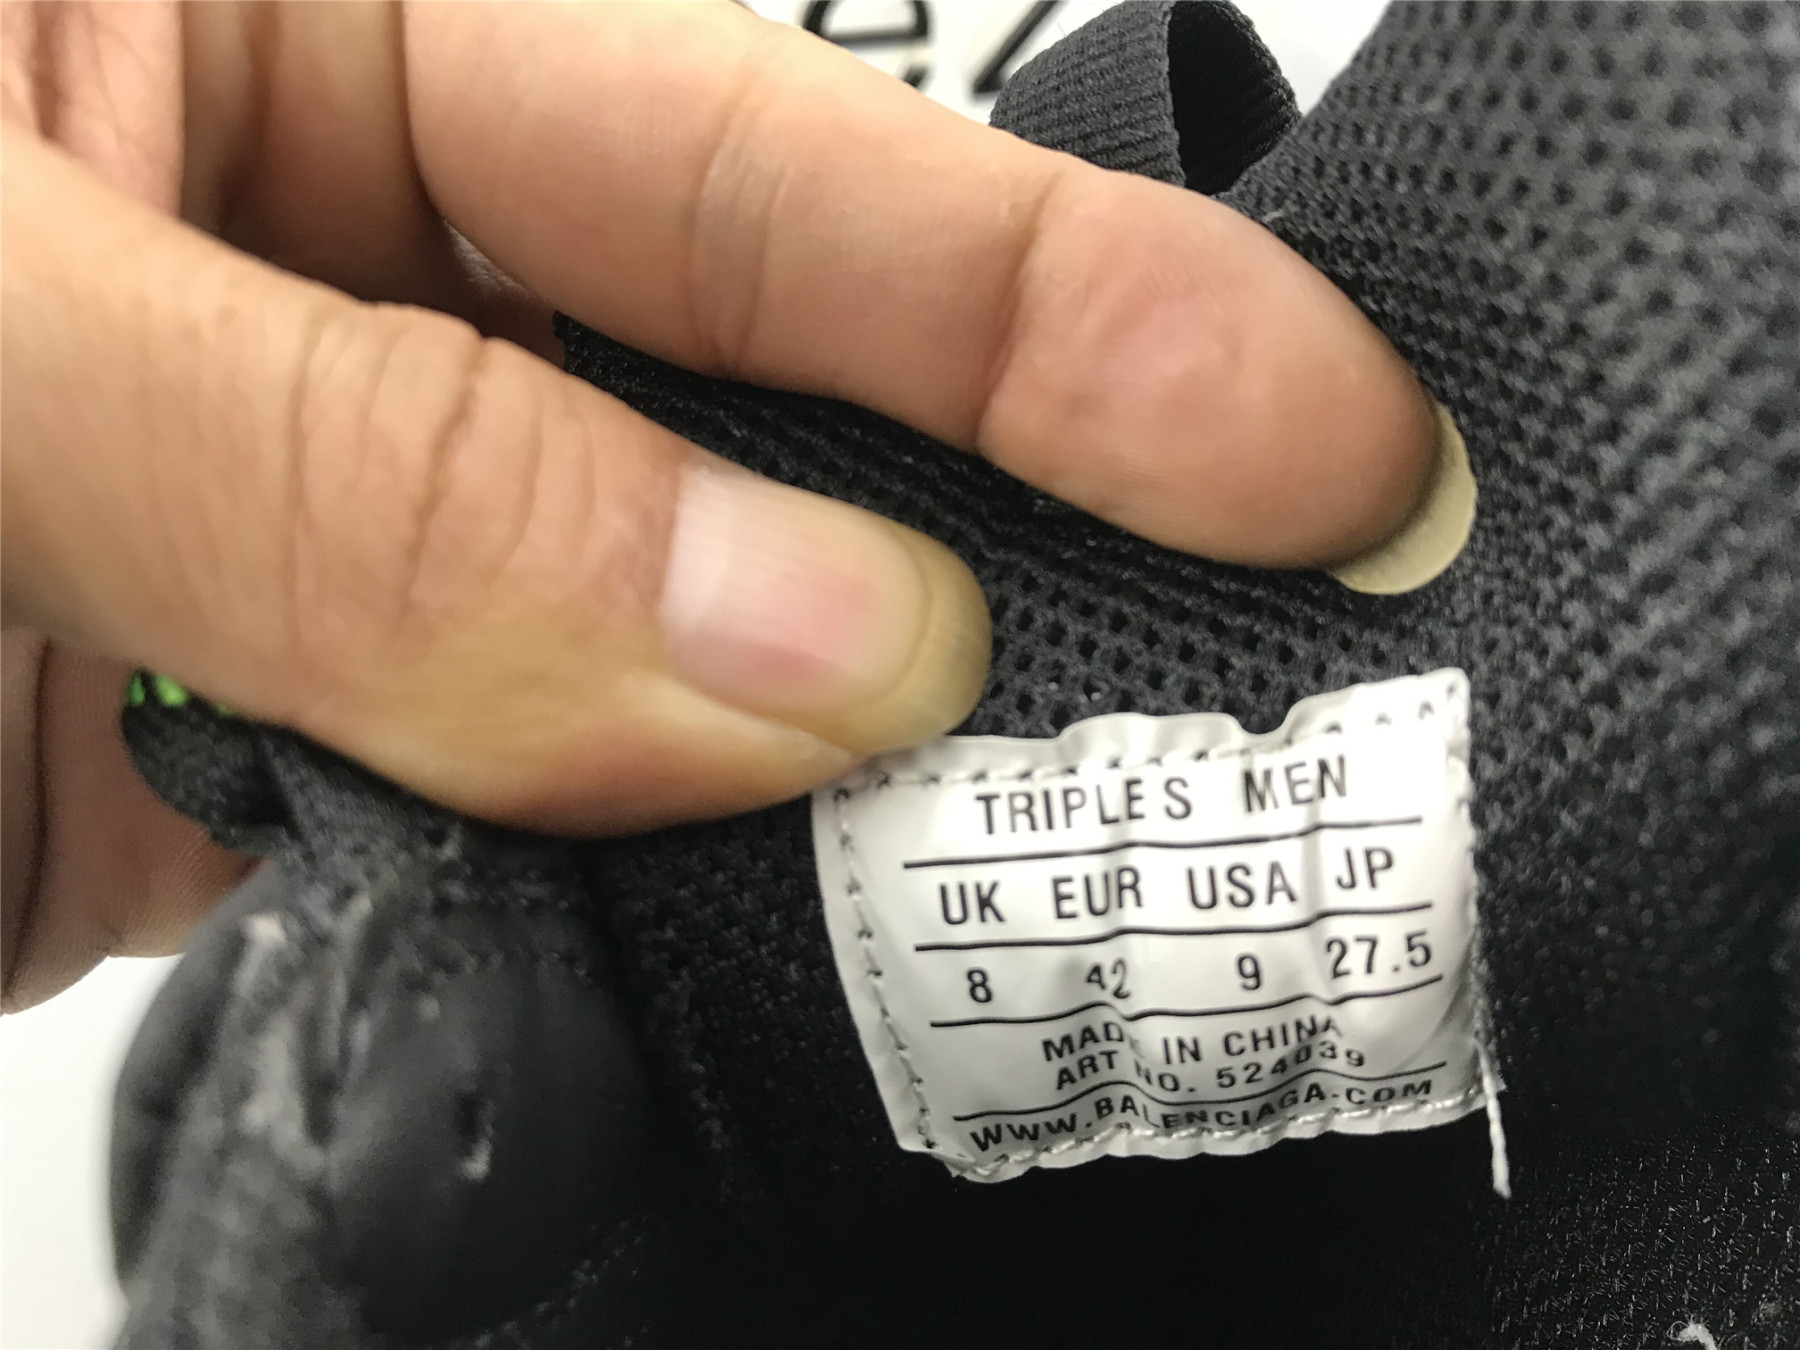 TRIPLE S MEN
UK EUR USA JP
8 42 9 27.5
MADE IN CHINA
ART NO. 524039
WWW.BALENCIAGA.COM